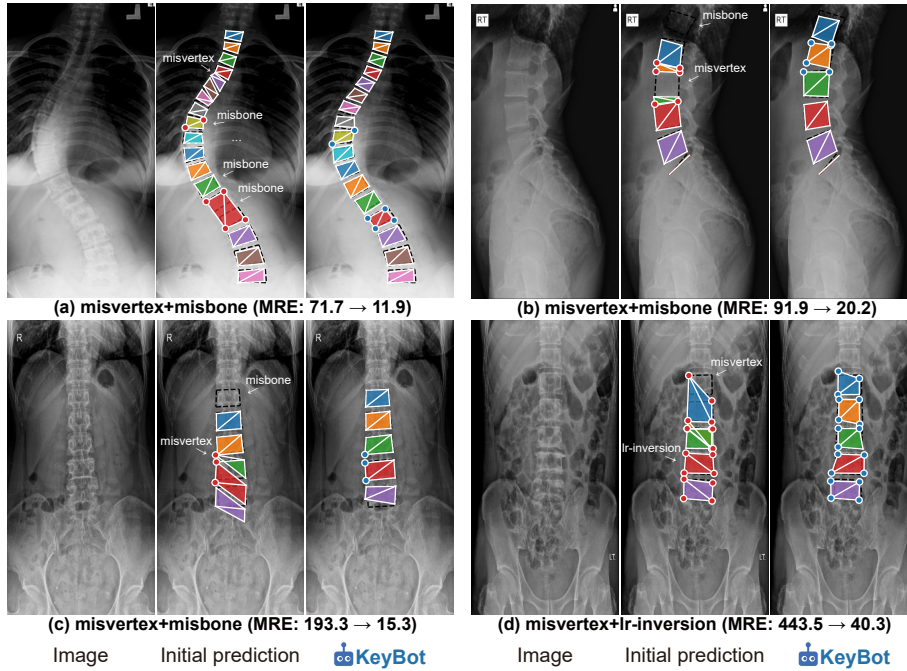 misvertex
misbone
...
misbone
misbone
(a) misvertex+misbone (MRE: 71.7 → 11.9)
RT
RT
RT
misbone
misvertex
(b) misvertex+misbone (MRE: 91.9 → 20.2)
R
R
R
misbone
misvertex
(c) misvertex+misbone (MRE: 193.3 → 15.3)
misvertex
lr-inversion
LT
LT
LT
(d) misvertex+lr-inversion (MRE: 443.5 → 40.3)
Image Initial prediction KeyBot Image Initial prediction KeyBot